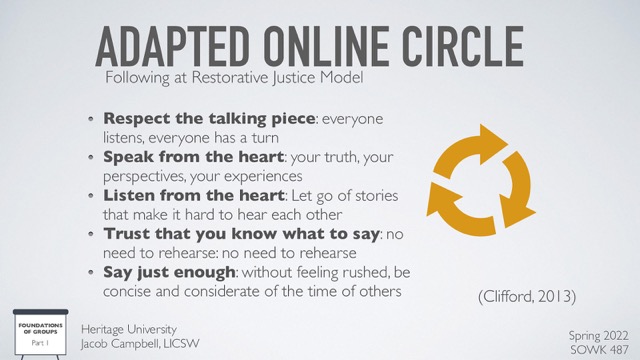 ADAPTED ONLINE CIRCLE
Following at Restorative Justice Model
Respect the talking piece: everyone
listens, everyone has a turn
Speak from the heart: your truth, your
perspectives, your experiences
Listen from the heart: Let go of stories
that make it hard to hear each other
Trust that you know what to say: no
need to rehearse: no need to rehearse
Say just enough: without feeling rushed, be
concise and considerate of the time of others
(Clifford, 2013)
FOUNDATIONS
OF GROUPS
Part 1
Heritage University
Jacob Campbell, LICSW
Spring 2022
SOWK 487